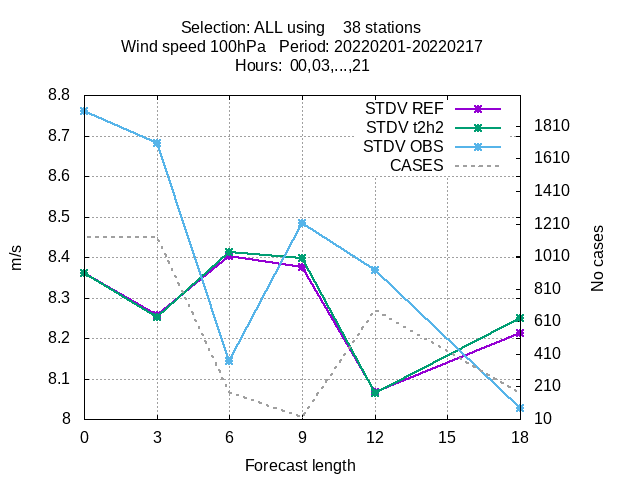 Selection: ALL using 38 stations
Wind speed 100hPa Period: 20220201-20220217
Hours: 00,03,...,21
STDV REF
STDV t2h2
STDV OBS
CASES
8.8
8.7
8.6
8.5
8.4
8.3
8.2
8.1
8
m/s
1810
1610
1410
1210
1010
810
610
410
210
10
No cases
0 3 6 9 12 15 18
Forecast length